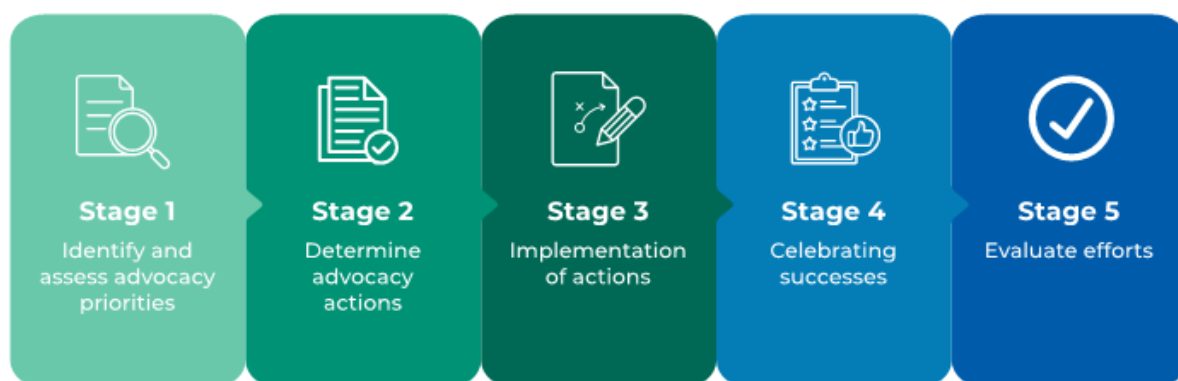 Stage 1
Identify and
assess advocacy
priorities
Stage 2
Determine
advocacy
actions
Stage 3
Implementation
of actions
Stage 4
Celebrating
successes
Stage 5
Evaluate efforts